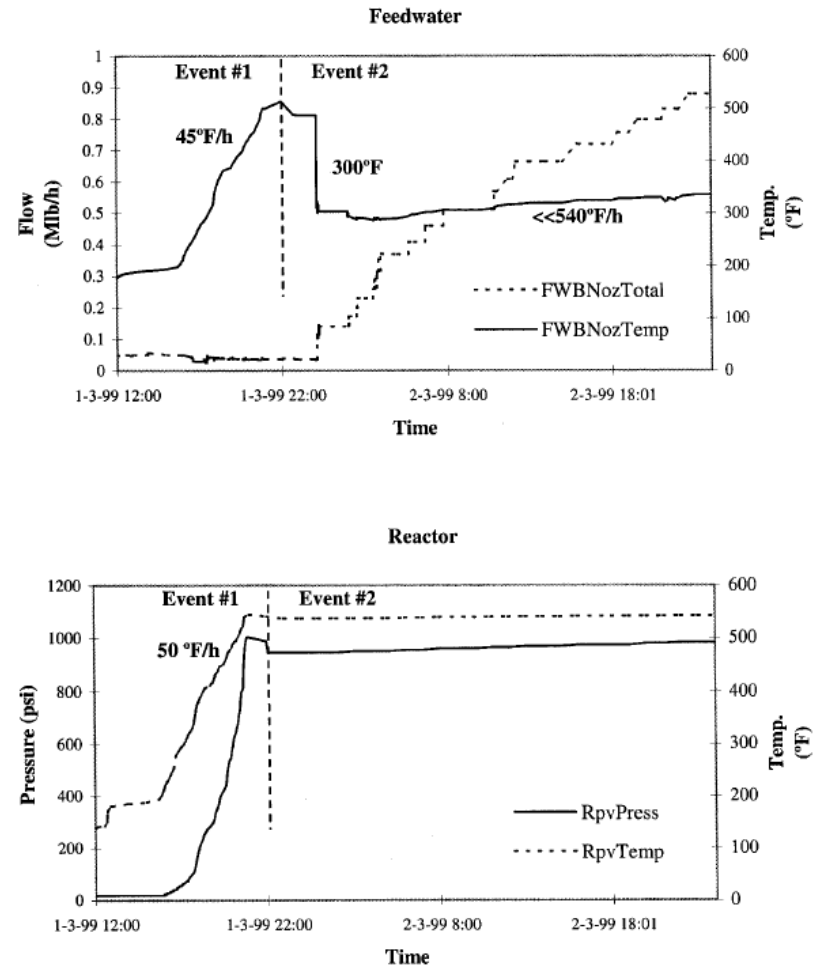 Feedwater
1
0.9
0.8
0.7
0.6
0.5
0.4
0.3
0.2
0.1
0
Flow
(Mlb/h)
600
500
400
300
200
100
0
Temp.
(ºF)
Event #1
Event #2
45ºF/h
300ºF
<<540ºF/h
FWBNozTotal
FWBNozTemp
1-3-99 12:00
1-3-99 22:00
2-3-99 8:00
2-3-99 18:01
Time
Reactor
1200
1000
800
600
400
200
0
Pressure (psi)
600
500
400
300
200
100
0
Temp.
(ºF)
Event #1
Event #2
50 ºF/h
RpvPress
RpvTemp
1-3-99 12:00
1-3-99 22:00
2-3-99 8:00
2-3-99 18:01
Time